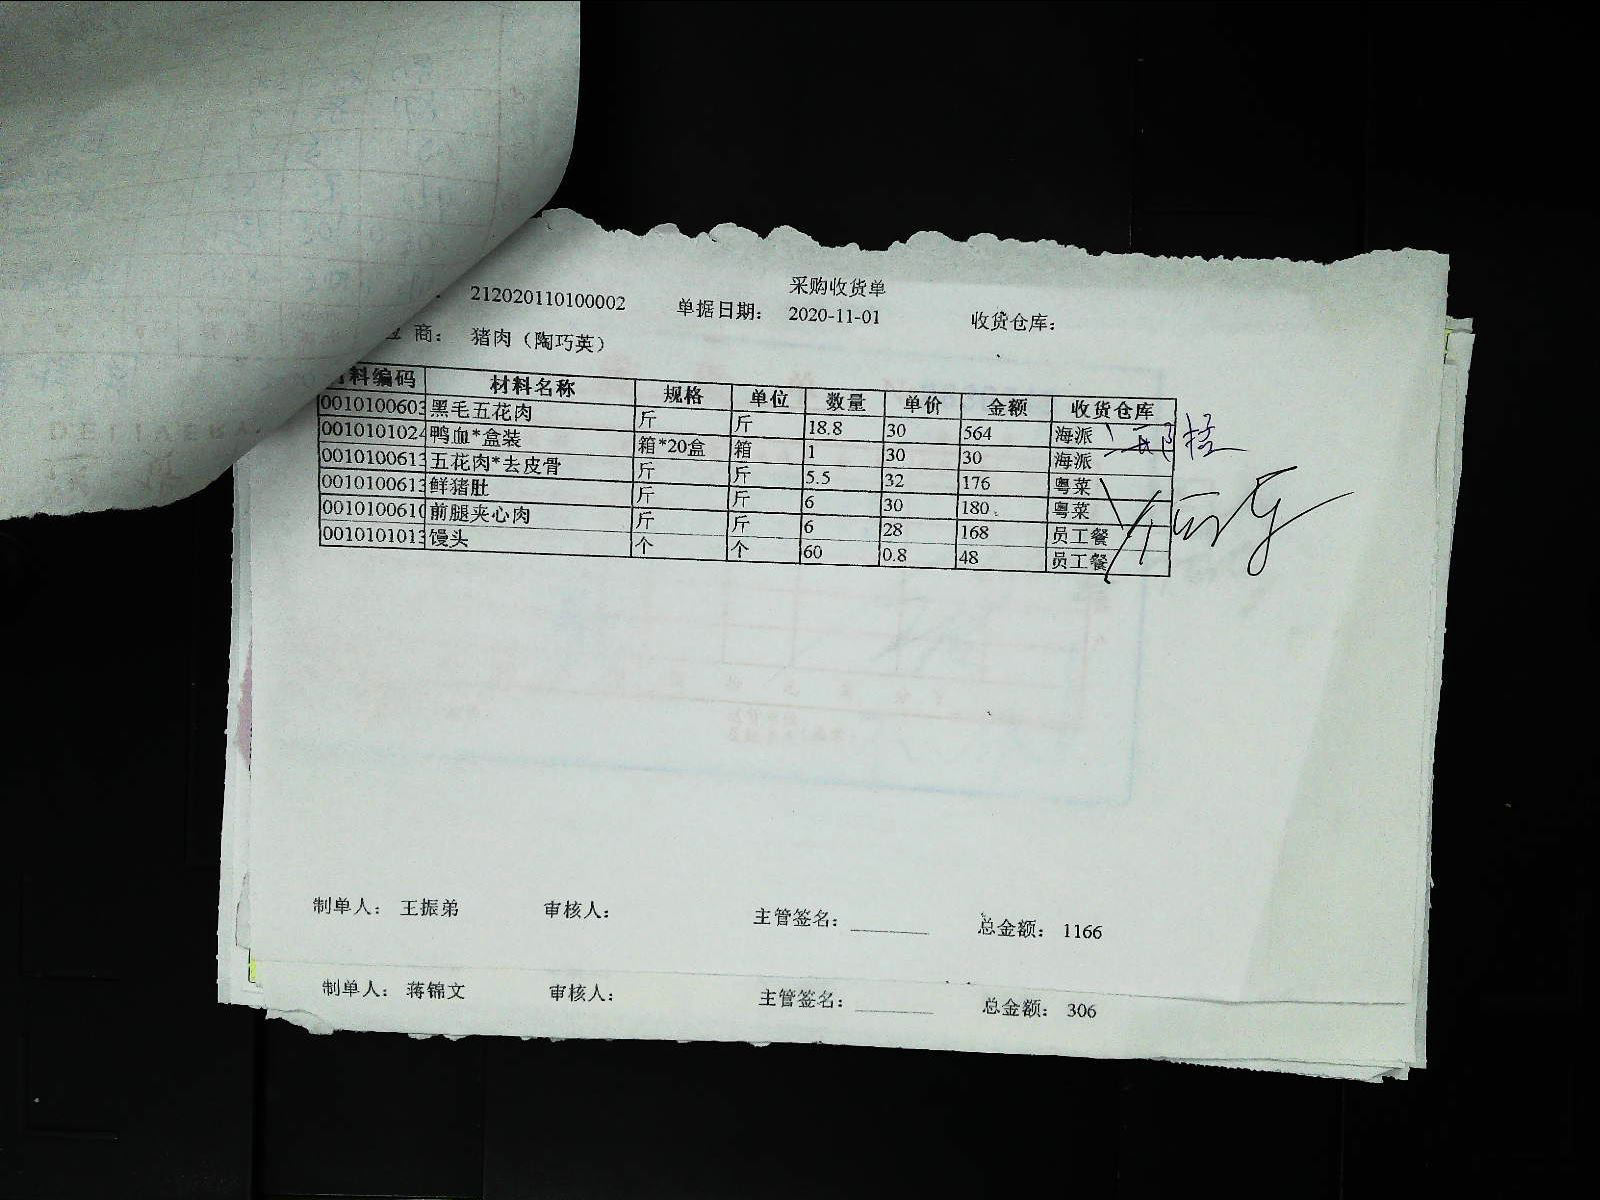 采购收货单
212020110100002 单据日期： 2020-11-01 收货仓库：
商： 猪肉（陶巧英）
料编码 材料名称 规格 单位 数量 单价 金额 收货仓库
0010100603 黑毛五花肉 斤 斤 18.8 30 564 海派
0010101024 鸭血*盒装 箱*20盒 箱 1 30 30 海派
0010100613 五花肉*去皮骨 斤 斤 5.5 32 176 粤菜
0010100613 鲜猪肚 斤 斤 6 30 180 粤菜
0010100610 前腿夹心肉 斤 斤 6 28 168 员工餐
0010101013 馒头 个 个 60 0.8 48 员工餐
制单人： 王振弟 审核人： 主管签名： 总金额： 1166
制单人： 蒋锦文 审核人： 主管签名： 总金额： 306